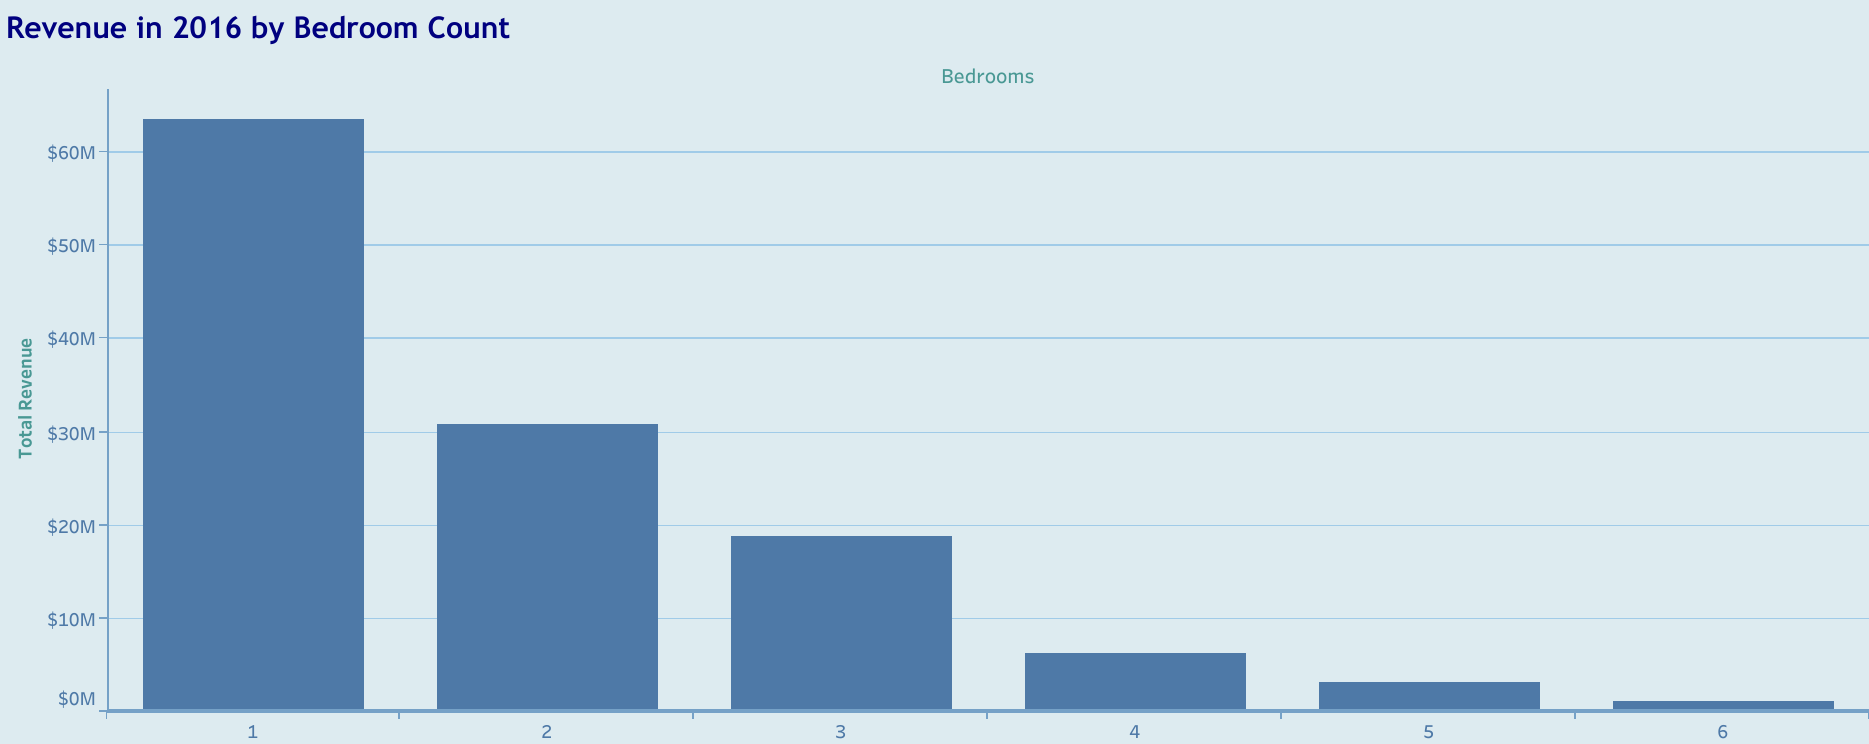 Revenue in 2016 by Bedroom Count
Bedrooms
Total Revenue
$60M
$50M
$40M
$30M
$20M
$10M
$0M
1 2 3 4 5 6